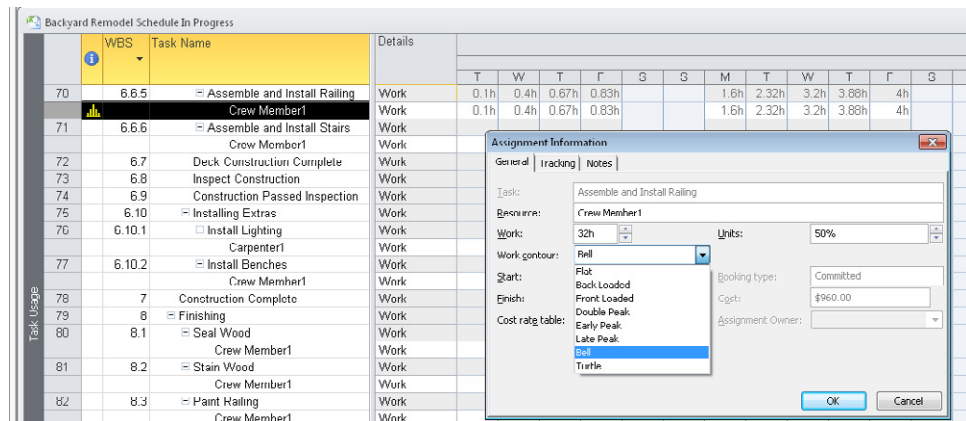 Backyard Remodel Schedule In Progress
WBS Task Name Details
T W T F S S M T W T F S
70 6.6.5 Assemble and Install Railing Work 0.1h 0.4h 0.67h 0.83h 1.6h 2.32h 3.2h 3.88h 4h
Crew Member1 Work 0.1h 0.4h 0.67h 0.83h 1.6h 2.32h 3.2h 3.88h 4h
71 6.6.6 Assemble and Install Stairs Work
Crew Member1 Work
72 6.7 Deck Construction Complete Work
73 6.8 Inspect Construction Work
74 6.9 Construction Passed Inspection Work
75 6.10 Installing Extras Work
76 6.10.1 Install Lighting Work
Carpenter1 Work
77 6.10.2 Install Benches Work
Crew Member1 Work
78 7 Construction Complete Work
79 8 Finishing Work
80 8.1 Seal Wood Work
Crew Member1 Work
81 8.2 Stain Wood Work
Crew Member1 Work
82 8.3 Paint Railing Work
Crew Member1 Work
Task Usage
Assignment Information
General Tracking Notes
Task: Assemble and Install Railing
Resource: Crew Member1
Work: 32h Units: 50%
Work contour: Bell
Start: Booking type: Committed
Finish: Cost: $960.00
Cost rate table: Assignment Owner:
Flat
Back Loaded
Front Loaded
Double Peak
Early Peak
Late Peak
Bell
Turtle
OK Cancel